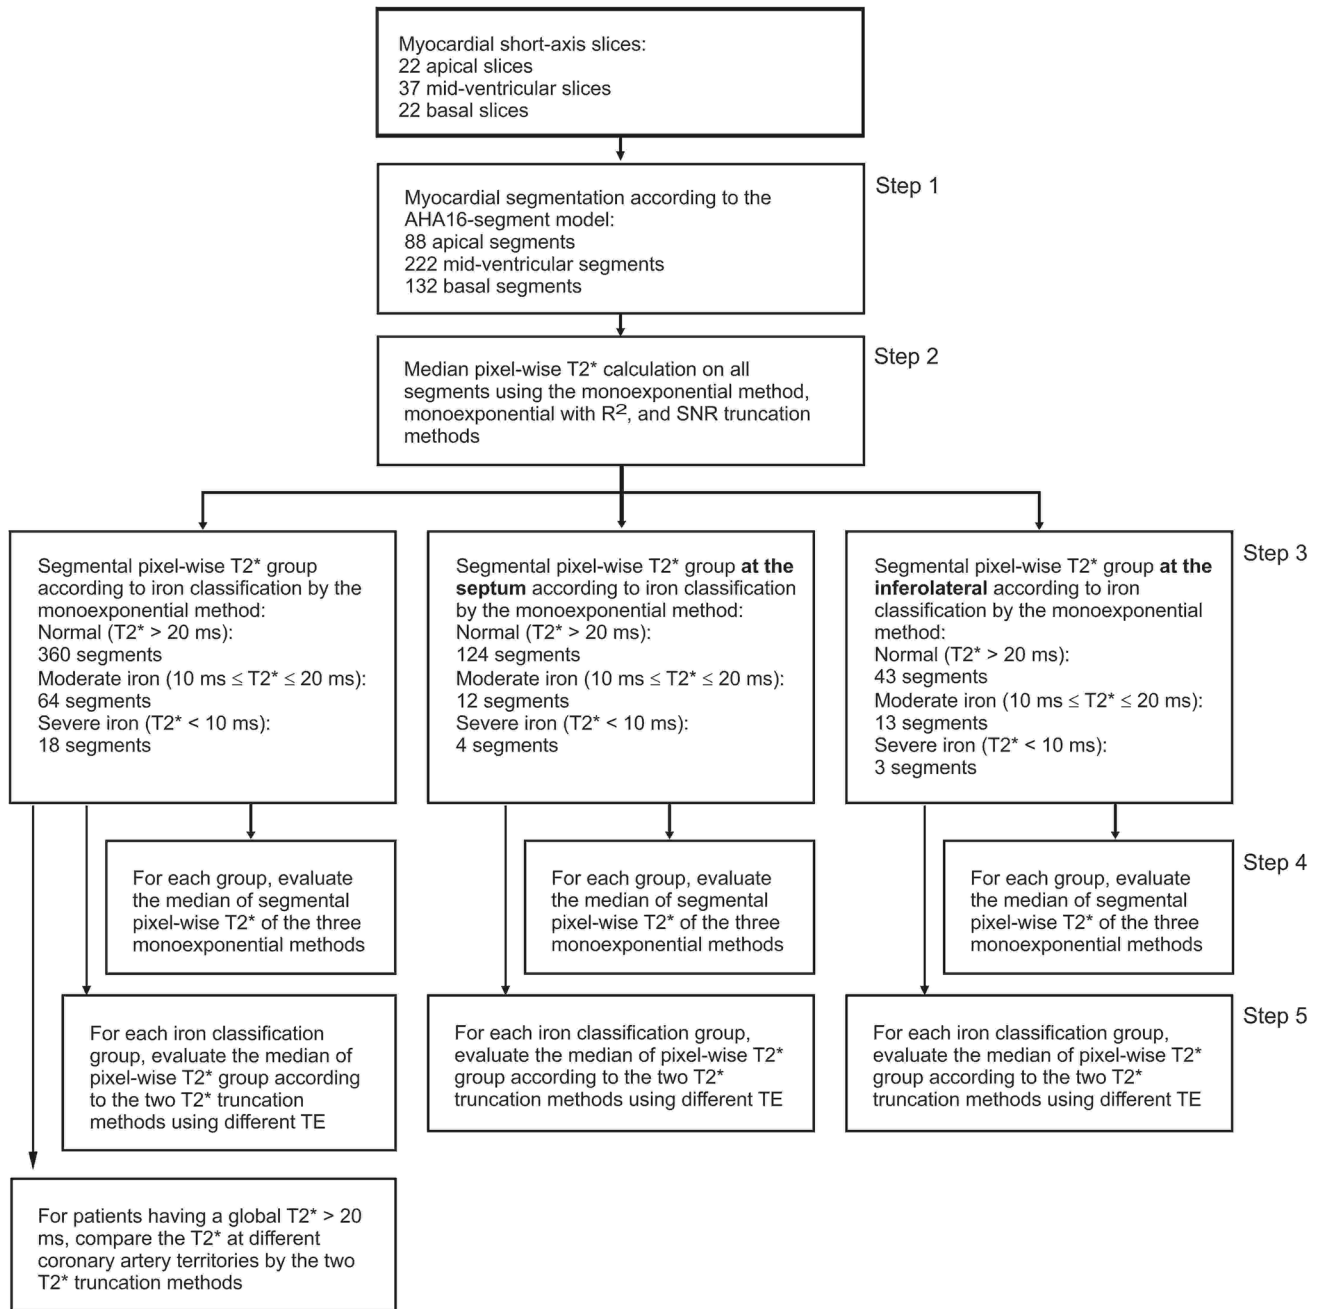 Myocardial short-axis slices:
22 apical slices
37 mid-ventricular slices
22 basal slices
Step 1
Myocardial segmentation according to the
AHA16-segment model:
88 apical segments
222 mid-ventricular segments
132 basal segments
Step 2
Median pixel-wise T2* calculation on all
segments using the monoexponential method,
monoexponential with R², and SNR truncation
methods
Step 3
Segmental pixel-wise T2* group
according to iron classification by the
monoexponential method:
Normal (T2* > 20 ms):
360 segments
Moderate iron (10 ms ≤ T2* ≤ 20 ms):
64 segments
Severe iron (T2* < 10 ms):
18 segments
Segmental pixel-wise T2* group at the
septum according to iron classification
by the monoexponential method:
Normal (T2* > 20 ms):
124 segments
Moderate iron (10 ms ≤ T2* ≤ 20 ms):
12 segments
Severe iron (T2* < 10 ms):
4 segments
Segmental pixel-wise T2* group at the
inferolateral according to iron
classification by the monoexponential
method:
Normal (T2* > 20 ms):
43 segments
Moderate iron (10 ms ≤ T2* ≤ 20 ms):
13 segments
Severe iron (T2* < 10 ms):
3 segments
Step 4
For each group, evaluate
the median of segmental
pixel-wise T2* of the three
monoexponential methods
For each group, evaluate
the median of segmental
pixel-wise T2* of the three
monoexponential methods
For each group, evaluate
the median of segmental
pixel-wise T2* of the three
monoexponential methods
Step 5
For each iron classification
group, evaluate the median of
pixel-wise T2* group according
to the two T2* truncation
methods using different TE
For each iron classification group,
evaluate the median of pixel-wise T2*
group according to the two T2*
truncation methods using different TE
For each iron classification group,
evaluate the median of pixel-wise T2*
group according to the two T2*
truncation methods using different TE
For patients having a global T2* > 20
ms, compare the T2* at different
coronary artery territories by the two
T2* truncation methods